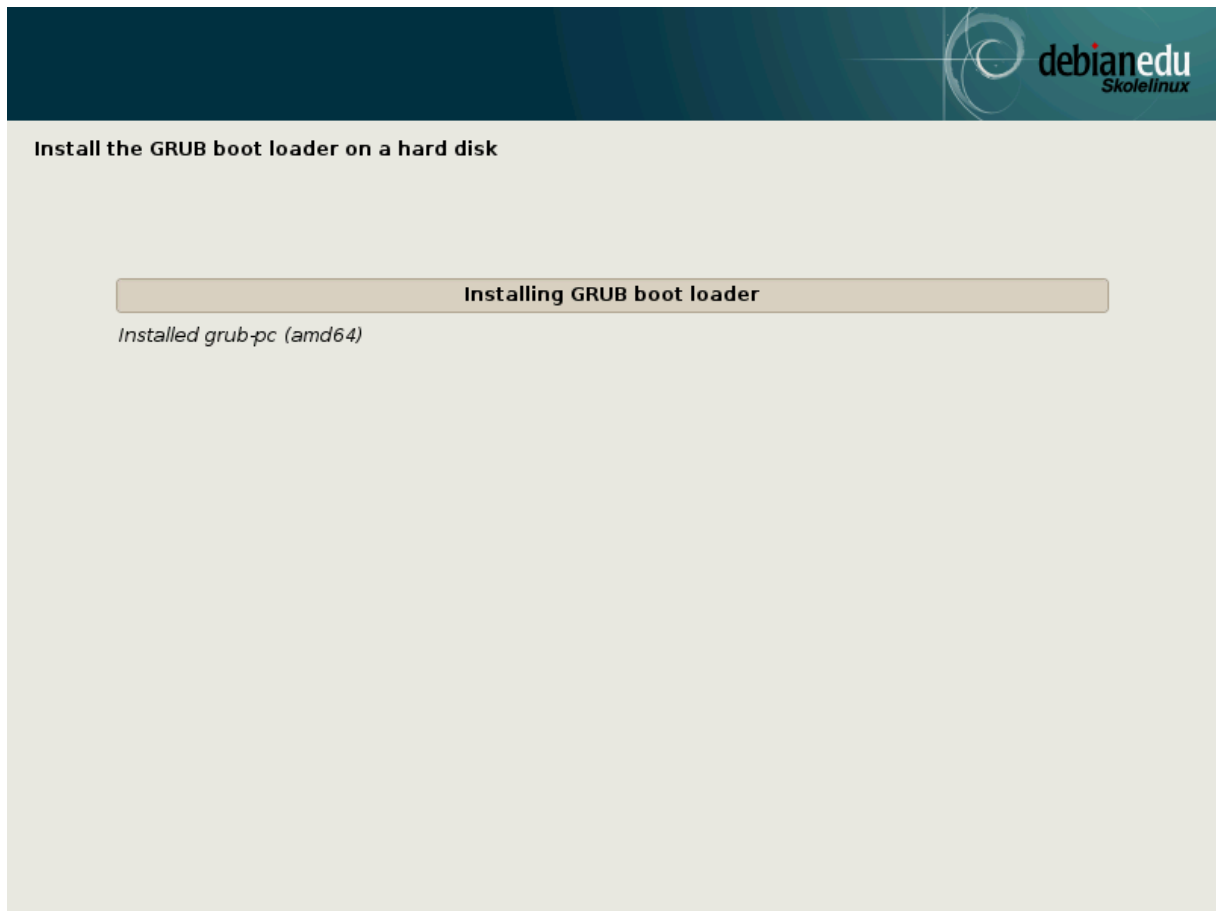 debianedu
Skolelinux
Install the GRUB boot loader on a hard disk
Installing GRUB boot loader
Installed grub-pc (amd64)